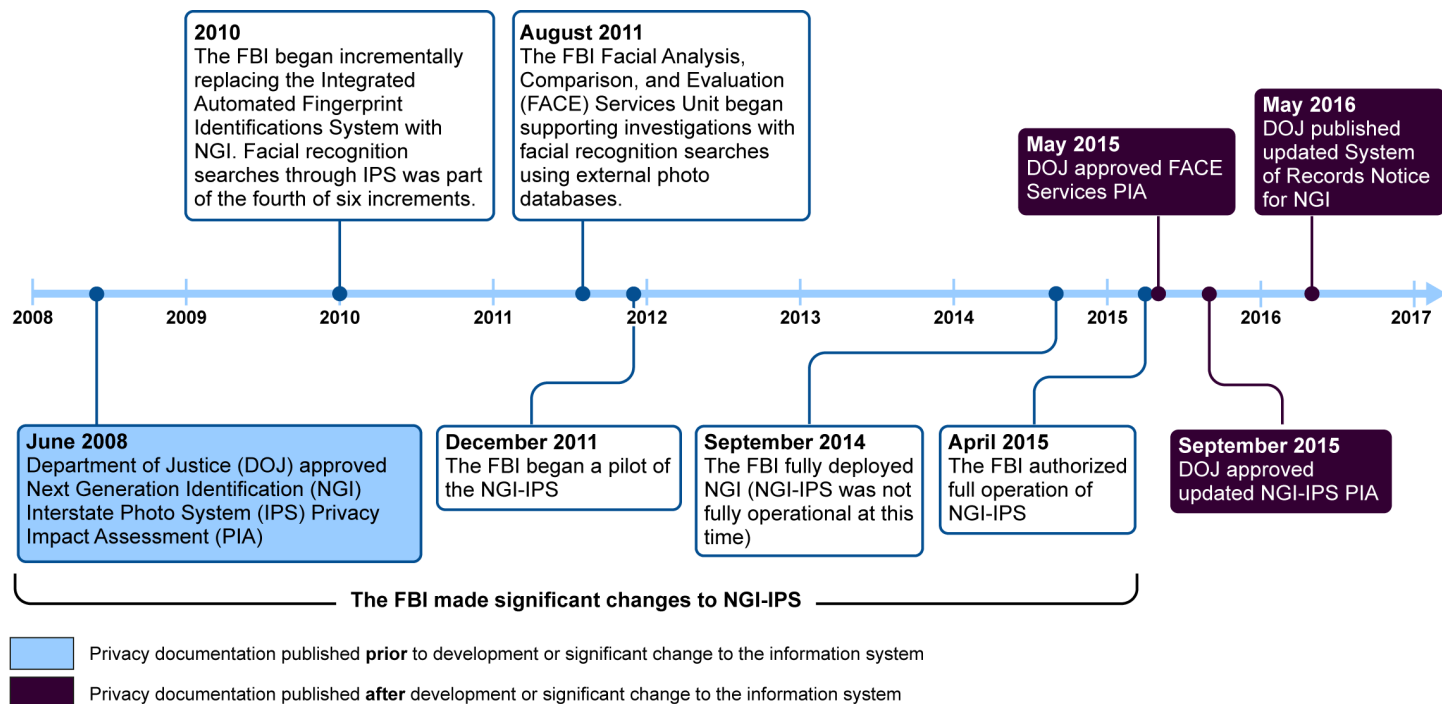 2010
The FBI began incrementally
replacing the Integrated
Automated Fingerprint
Identifications System with
NGI. Facial recognition
searches through IPS was part
of the fourth of six increments.
August 2011
The FBI Facial Analysis,
Comparison, and Evaluation
(FACE) Services Unit began
supporting investigations with
facial recognition searches
using external photo
databases.
May 2015
DOJ approved FACE
Services PIA
May 2016
DOJ published
updated System
of Records Notice
for NGI
2008
2009
2010
2011
2012
2013
2014
2015
2016
2017
June 2008
Department of Justice (DOJ) approved
Next Generation Identification (NGI)
Interstate Photo System (IPS) Privacy
Impact Assessment (PIA)
December 2011
The FBI began a pilot of
the NGI-IPS
September 2014
The FBI fully deployed
NGI (NGI-IPS was not
fully operational at this
time)
April 2015
The FBI authorized
full operation of
NGI-IPS
September 2015
DOJ approved
updated NGI-IPS PIA
The FBI made significant changes to NGI-IPS
Privacy documentation published prior to development or significant change to the information system
Privacy documentation published after development or significant change to the information system